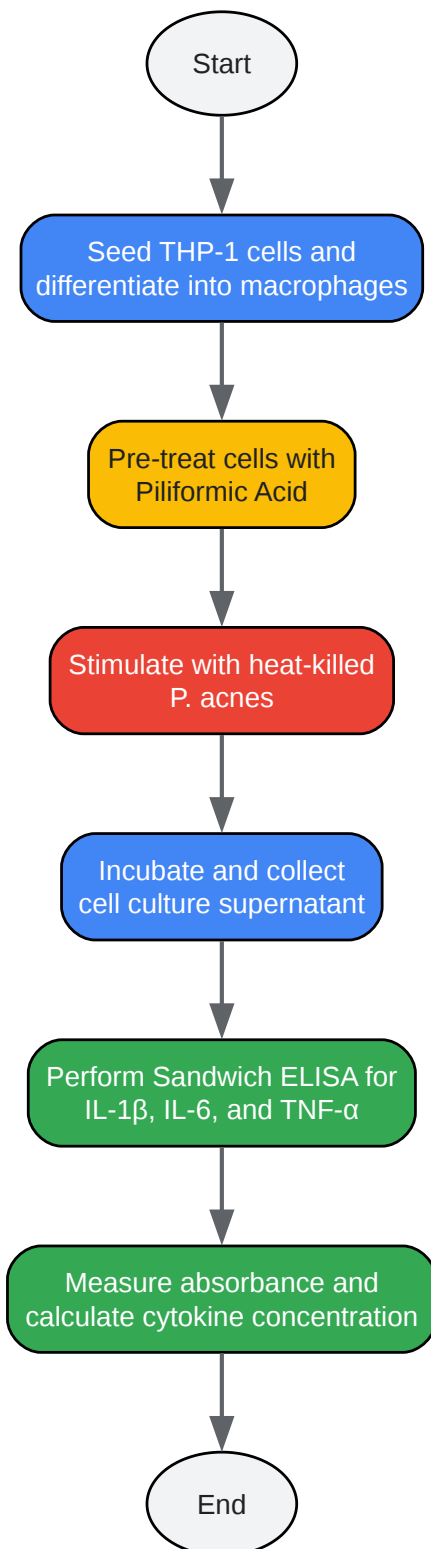 Start
Seed THP-1 cells and
differentiate into macrophages
Pre-treat cells with
Piliformic Acid
Stimulate with heat-killed
P. acnes
Incubate and collect
cell culture supernatant
Perform Sandwich ELISA for
IL-1β, IL-6, and TNF-α
Measure absorbance and
calculate cytokine concentration
End